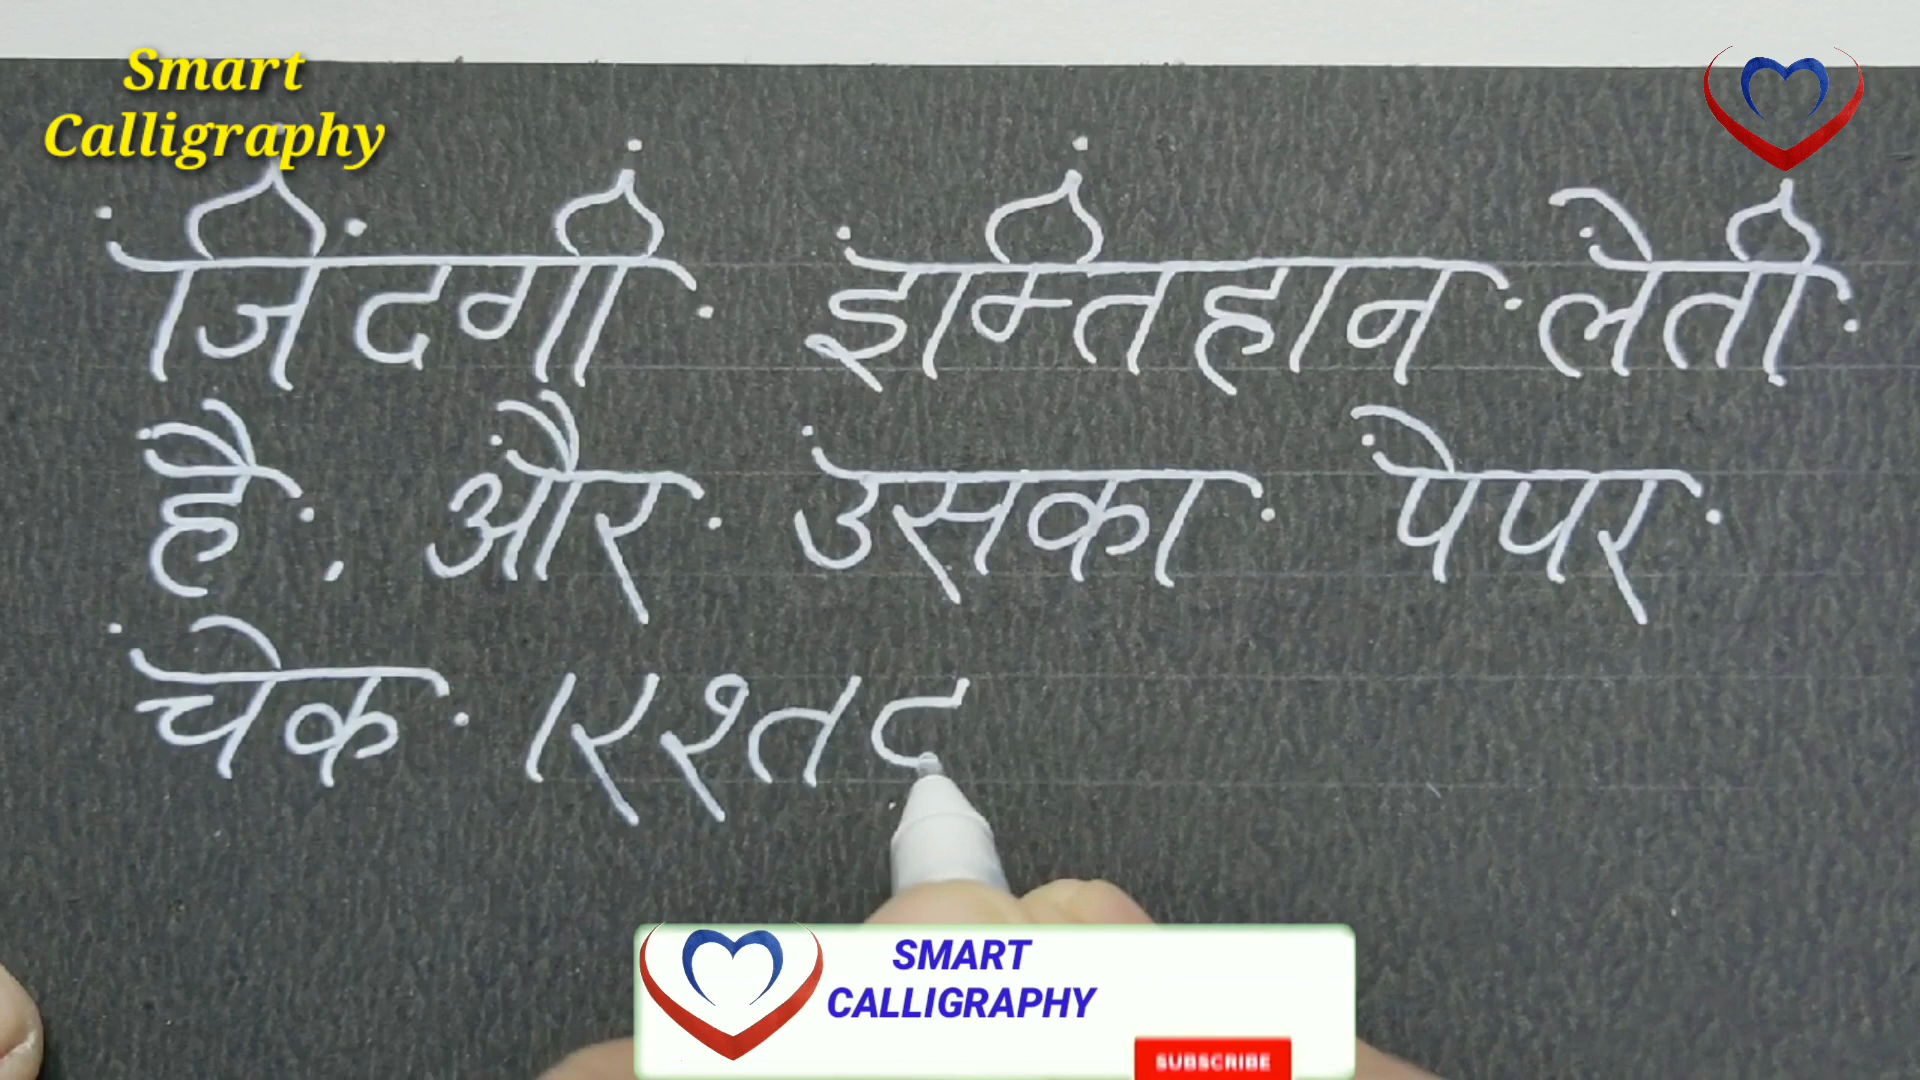 Smart
Calligraphy
जिंदगी इम्तिहान लेती
है: और उसका पेपर
चेक
SMART
CALLIGRAPHY
SUBSCRIBE